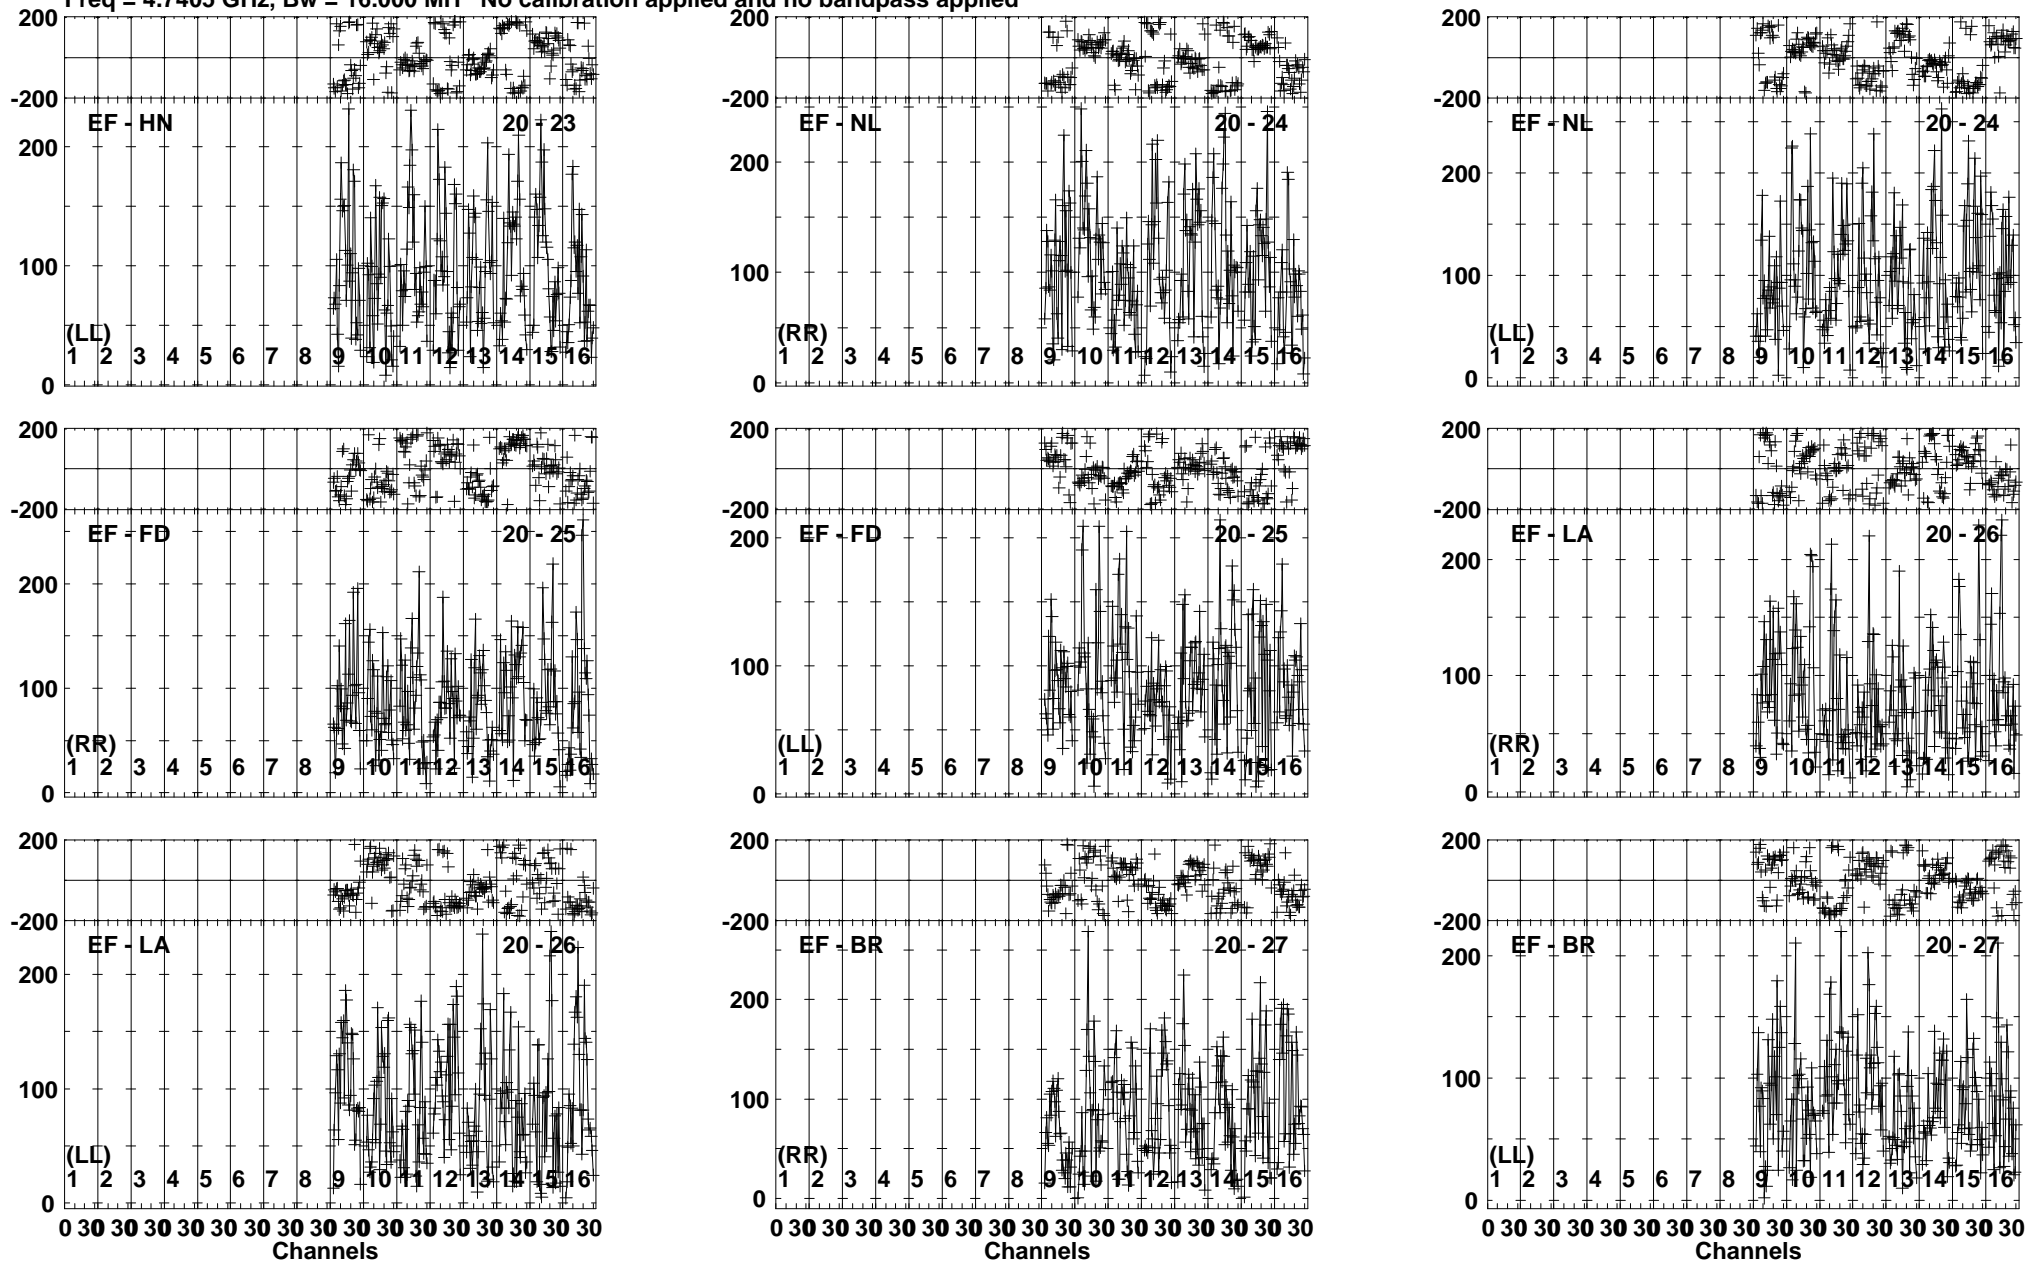 Freq = 4.7405 GHz, Bw = 16.000 MH No calibration applied and no bandpass applied
200 200 200
-200 -200 -200
EF - HN 20 - 23 EF - NL 20 - 24 EF - NL 20 - 24
200 200 200
100 100 100
(LL) (RR) (LL)
1 2 3 4 5 6 7 8 9 10 11 12 13 14 15 16 1 2 3 4 5 6 7 8 9 10 11 12 13 14 15 16 1 2 3 4 5 6 7 8 9 10 11 12 13 14 15 16
0 0 0
200 200 200
-200 -200 -200
EF - FD 20 - 25 EF - FD 20 - 25 EF - LA 20 - 26
200 200 200
100 100 100
(RR) (LL) (RR)
1 2 3 4 5 6 7 8 9 10 11 12 13 14 15 16 1 2 3 4 5 6 7 8 9 10 11 12 13 14 15 16 1 2 3 4 5 6 7 8 9 10 11 12 13 14 15 16
0 0 0
200 200 200
-200 -200 -200
EF - LA 20 - 26 EF - BR 20 - 27 EF - BR 20 - 27
200 200 200
100 100 100
(LL) (RR) (LL)
1 2 3 4 5 6 7 8 9 10 11 12 13 14 15 16 1 2 3 4 5 6 7 8 9 10 11 12 13 14 15 16 1 2 3 4 5 6 7 8 9 10 11 12 13 14 15 16
0 0 0
0 30 30 30 30 30 30 30 30 30 30 30 30 30 30 30 30 0 30 30 30 30 30 30 30 30 30 30 30 30 30 30 30 30 0 30 30 30 30 30 30 30 30 30 30 30 30 30 30 30 30
Channels Channels Channels